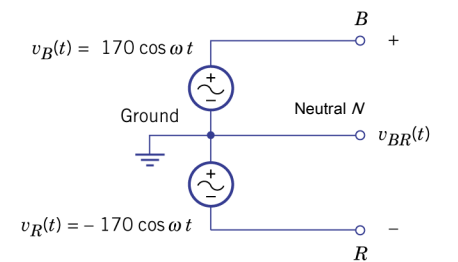 B
v_B(t) = 170 cos ω t
+
+
−
Ground
Neutral N
v_BR(t)
+
−
v_R(t) = − 170 cos ω t
−
R